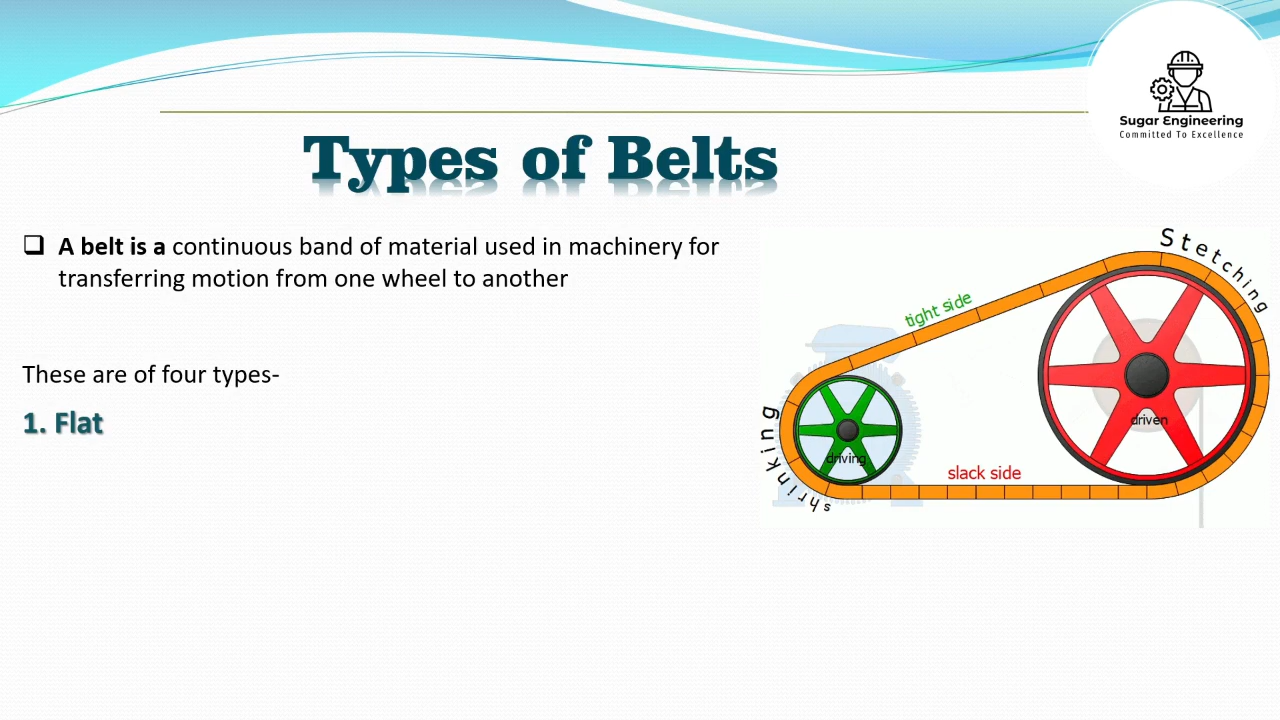 Sugar Engineering
Committed To Excellence
Types of Belts
A belt is a continuous band of material used in machinery for
transferring motion from one wheel to another
These are of four types-
1. Flat
Stetching
tight side
driven
driving
slack side
shrinking